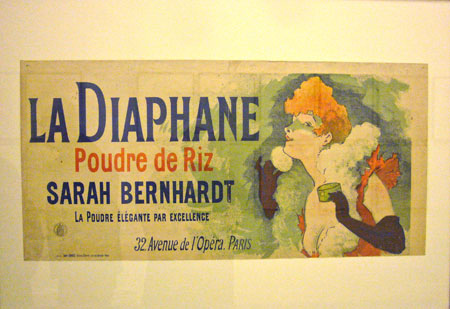 LA DIAPHANE
Poudre de Riz
SARAH BERNHARDT
LA POUDRE ÉLÉGANTE PAR EXCELLENCE
32, Avenue de l'Opéra, PARIS